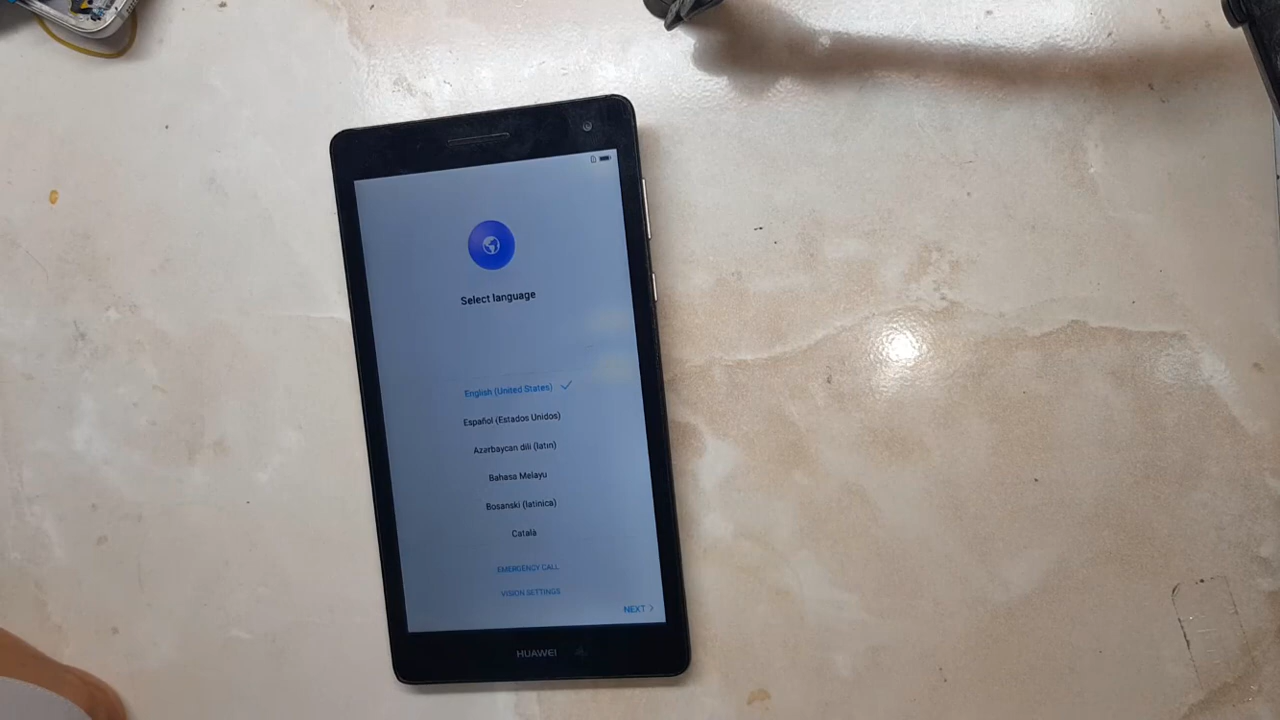 Select language
English (United States)
Español (Estados Unidos)
Azərbaycan dili (latın)
Bahasa Melayu
Bosanski (latinica)
Català
EMERGENCY CALL
VISION SETTINGS
NEXT >
HUAWEI